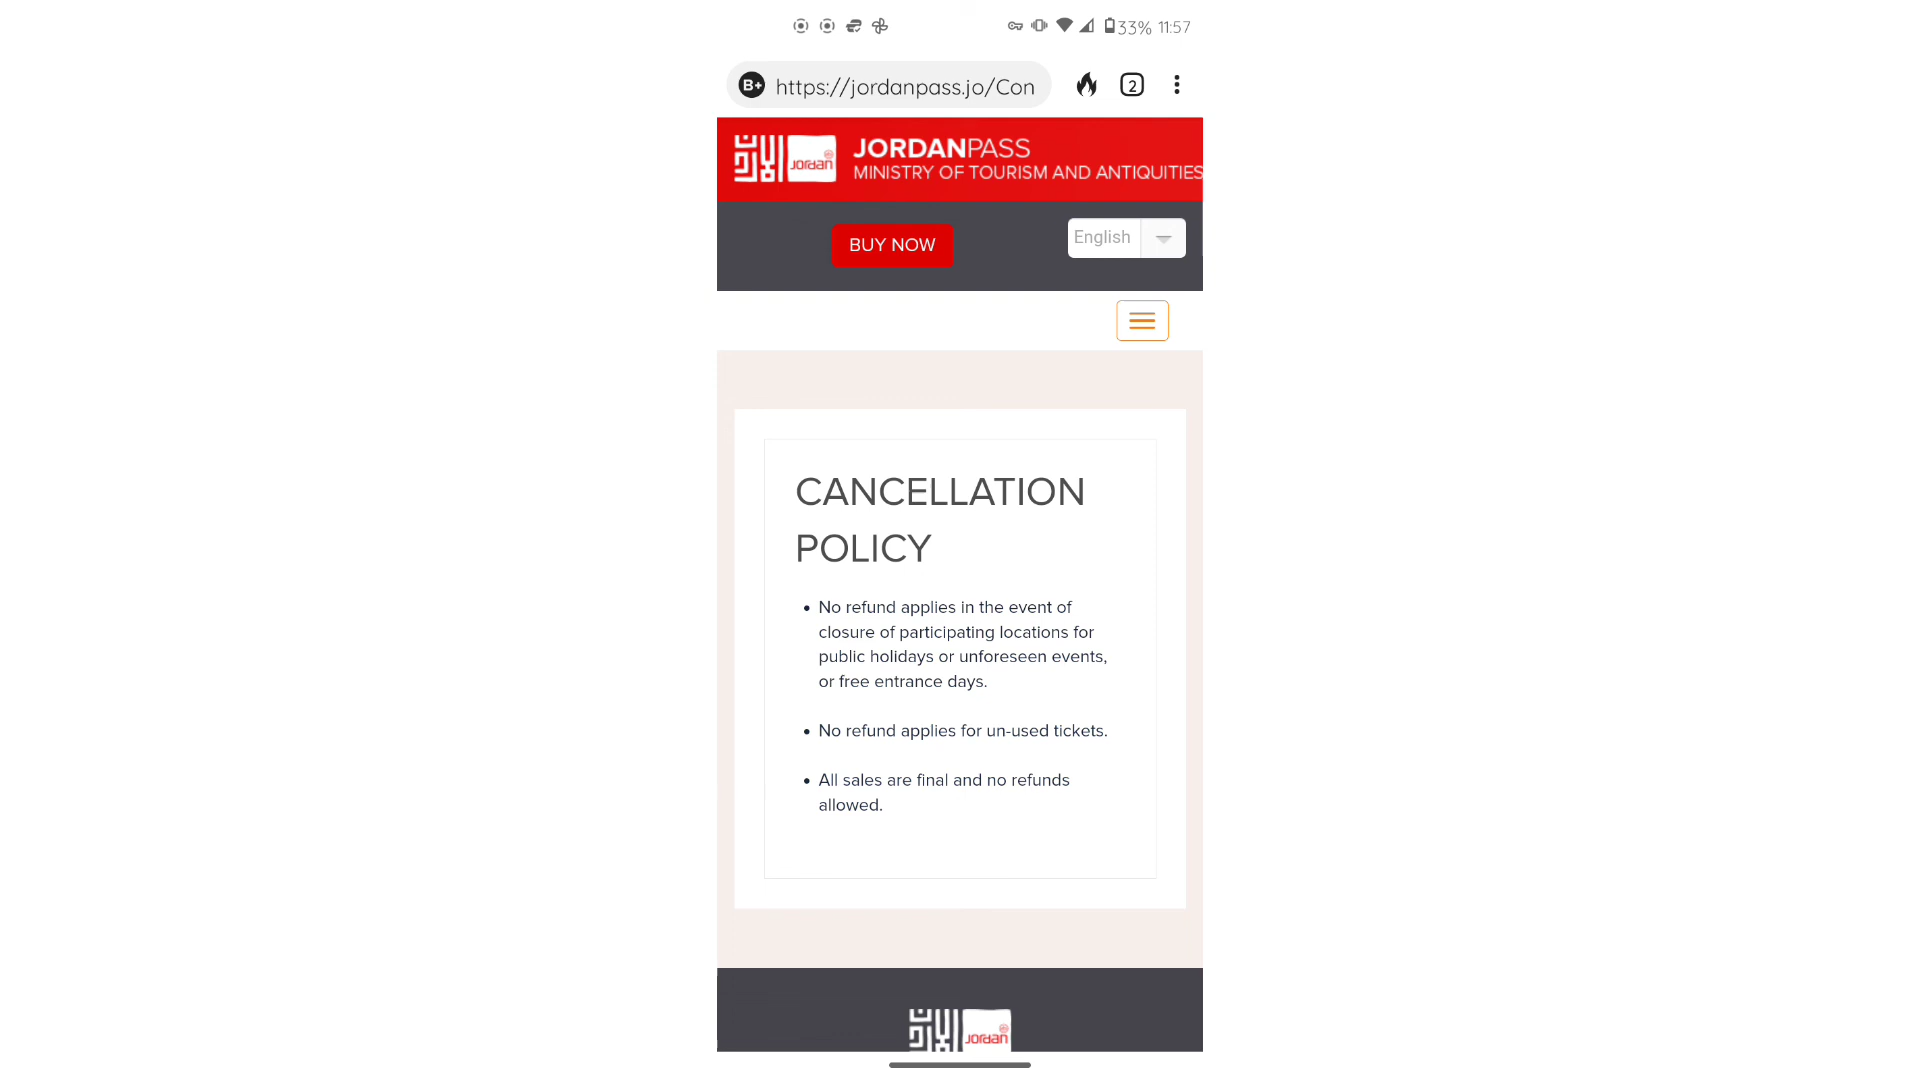 33% 11:57
B+ https://jordanpass.jo/Con 2
الأردن Jordan
JORDANPASS
MINISTRY OF TOURISM AND ANTIQUITIES
BUY NOW
English
CANCELLATION
POLICY
• No refund applies in the event of
closure of participating locations for
public holidays or unforeseen events,
or free entrance days.
• No refund applies for un-used tickets.
• All sales are final and no refunds
allowed.
الأردن Jordan